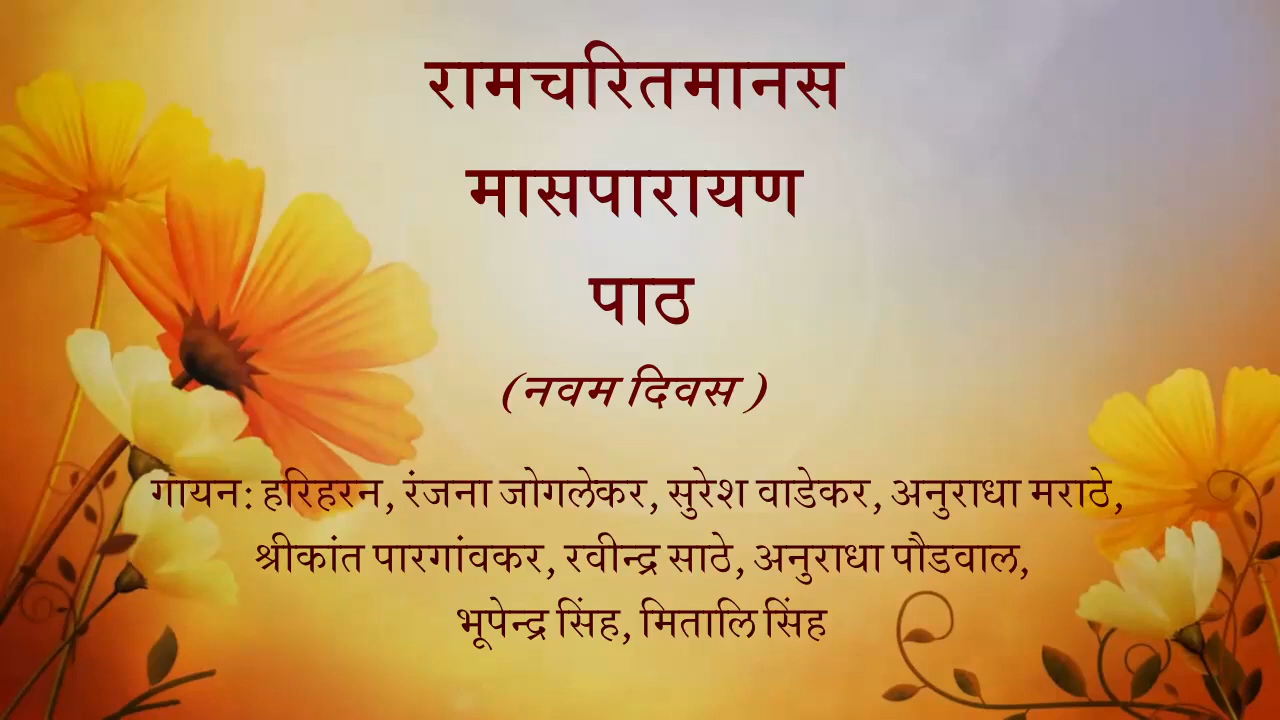 रामचरितमानस
मासपारायण
पाठ
(नवम दिवस )
गायन: हरिहरन, रंजना जोगलेकर, सुरेश वाडेकर, अनुराधा मराठे,
श्रीकांत पारगांवकर, रवीन्द्र साठे, अनुराधा पौडवाल,
भूपेन्द्र सिंह, मितालि सिंह